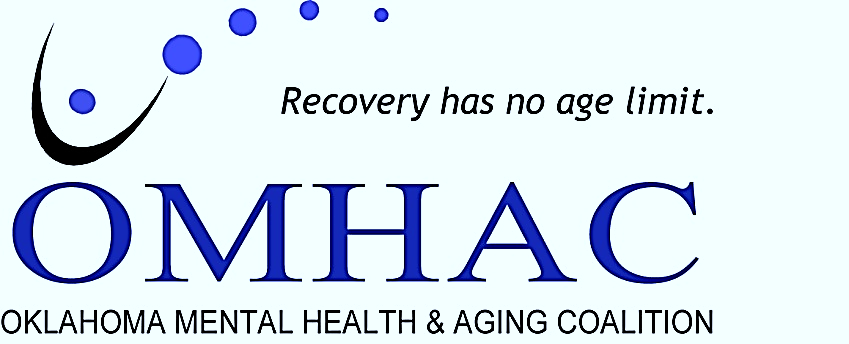 Recovery has no age limit.
OMHAC
OKLAHOMA MENTAL HEALTH & AGING COALITION